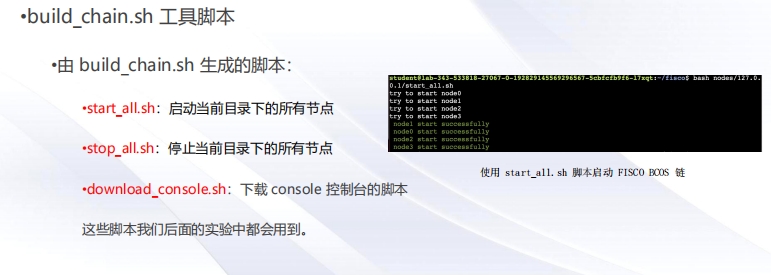 •build_chain.sh 工具脚本
•由 build_chain.sh 生成的脚本：
•start_all.sh：启动当前目录下的所有节点
•stop_all.sh：停止当前目录下的所有节点
•download_console.sh：下载 console 控制台的脚本
这些脚本我们后面的实验中都会用到。
student@lab-343-533818-27067-0-192829145569296567-5cbfcfb9f6-17xqt:~/fisco$ bash nodes/127.0.
0.1/start_all.sh
try to start node0
try to start node1
try to start node2
try to start node3
node1 start successfully
node0 start successfully
node2 start successfully
node3 start successfully
使用 start_all.sh 脚本启动 FISCO BCOS 链